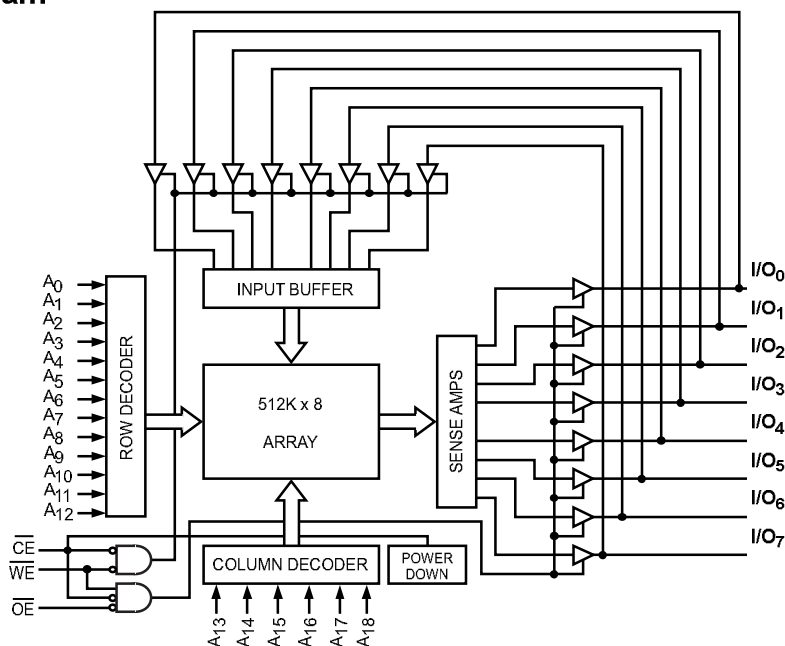 I/O0
I/O1
I/O2
I/O3
I/O4
I/O5
I/O6
I/O7
INPUT BUFFER
A0
A1
A2
A3
A4
A5
A6
A7
A8
A9
A10
A11
A12
ROW DECODER
512K x 8
ARRAY
SENSE AMPS
CE
WE
OE
COLUMN DECODER
POWER
DOWN
A13
A14
A15
A16
A17
A18